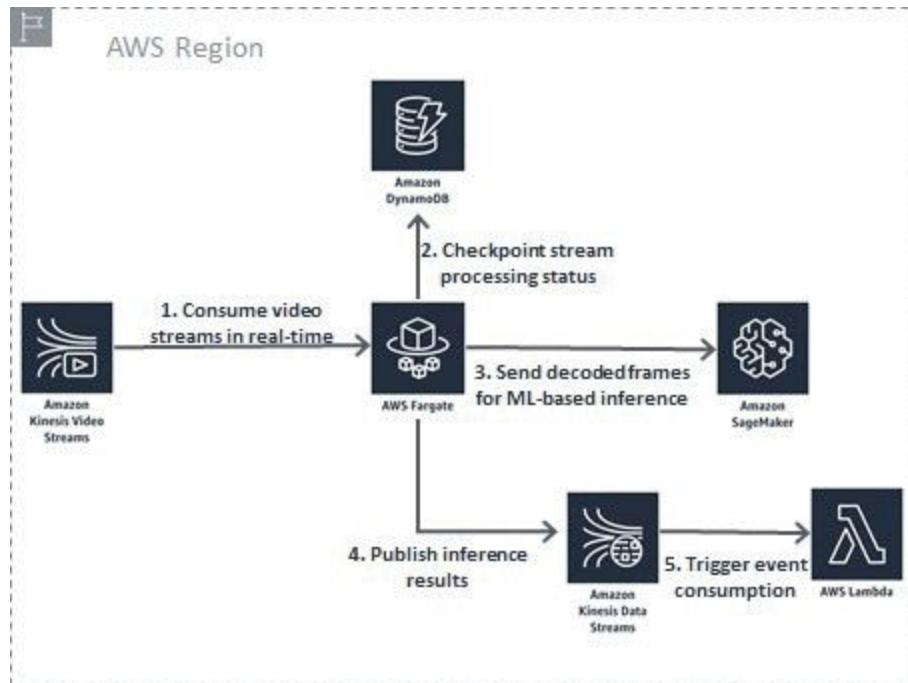 AWS Region
Amazon
DynamoDB
2. Checkpoint stream
processing status
1. Consume video
streams in real-time
Amazon
Kinesis Video
Streams
AWS Fargate
3. Send decoded frames
for ML-based inference
Amazon
SageMaker
4. Publish inference
results
Amazon
Kinesis Data
Streams
5. Trigger event
consumption
AWS Lambda